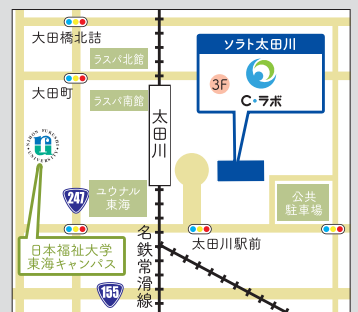 大田橋北詰
ソラト太田川
ラスパ北館
3F
C・ラボ
大田町
ラスパ南館
太田川
NIHON FUKUSHI UNIVERSITY
f
247
ユウナル
東海
公共
駐車場
日本福祉大学
東海キャンパス
名鉄常滑線
太田川駅前
155